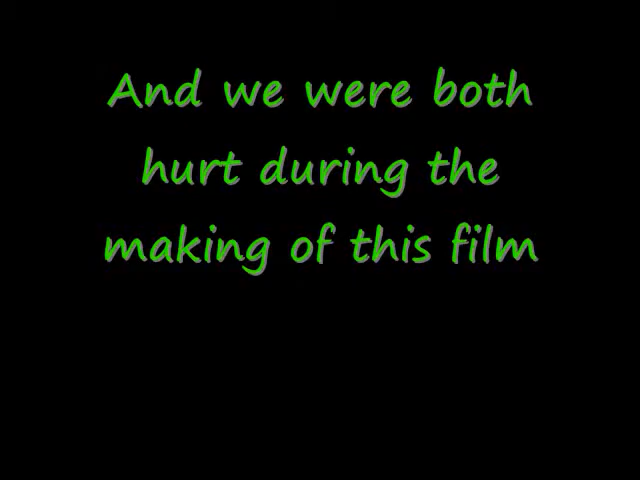 And we were both
hurt during the
making of this film